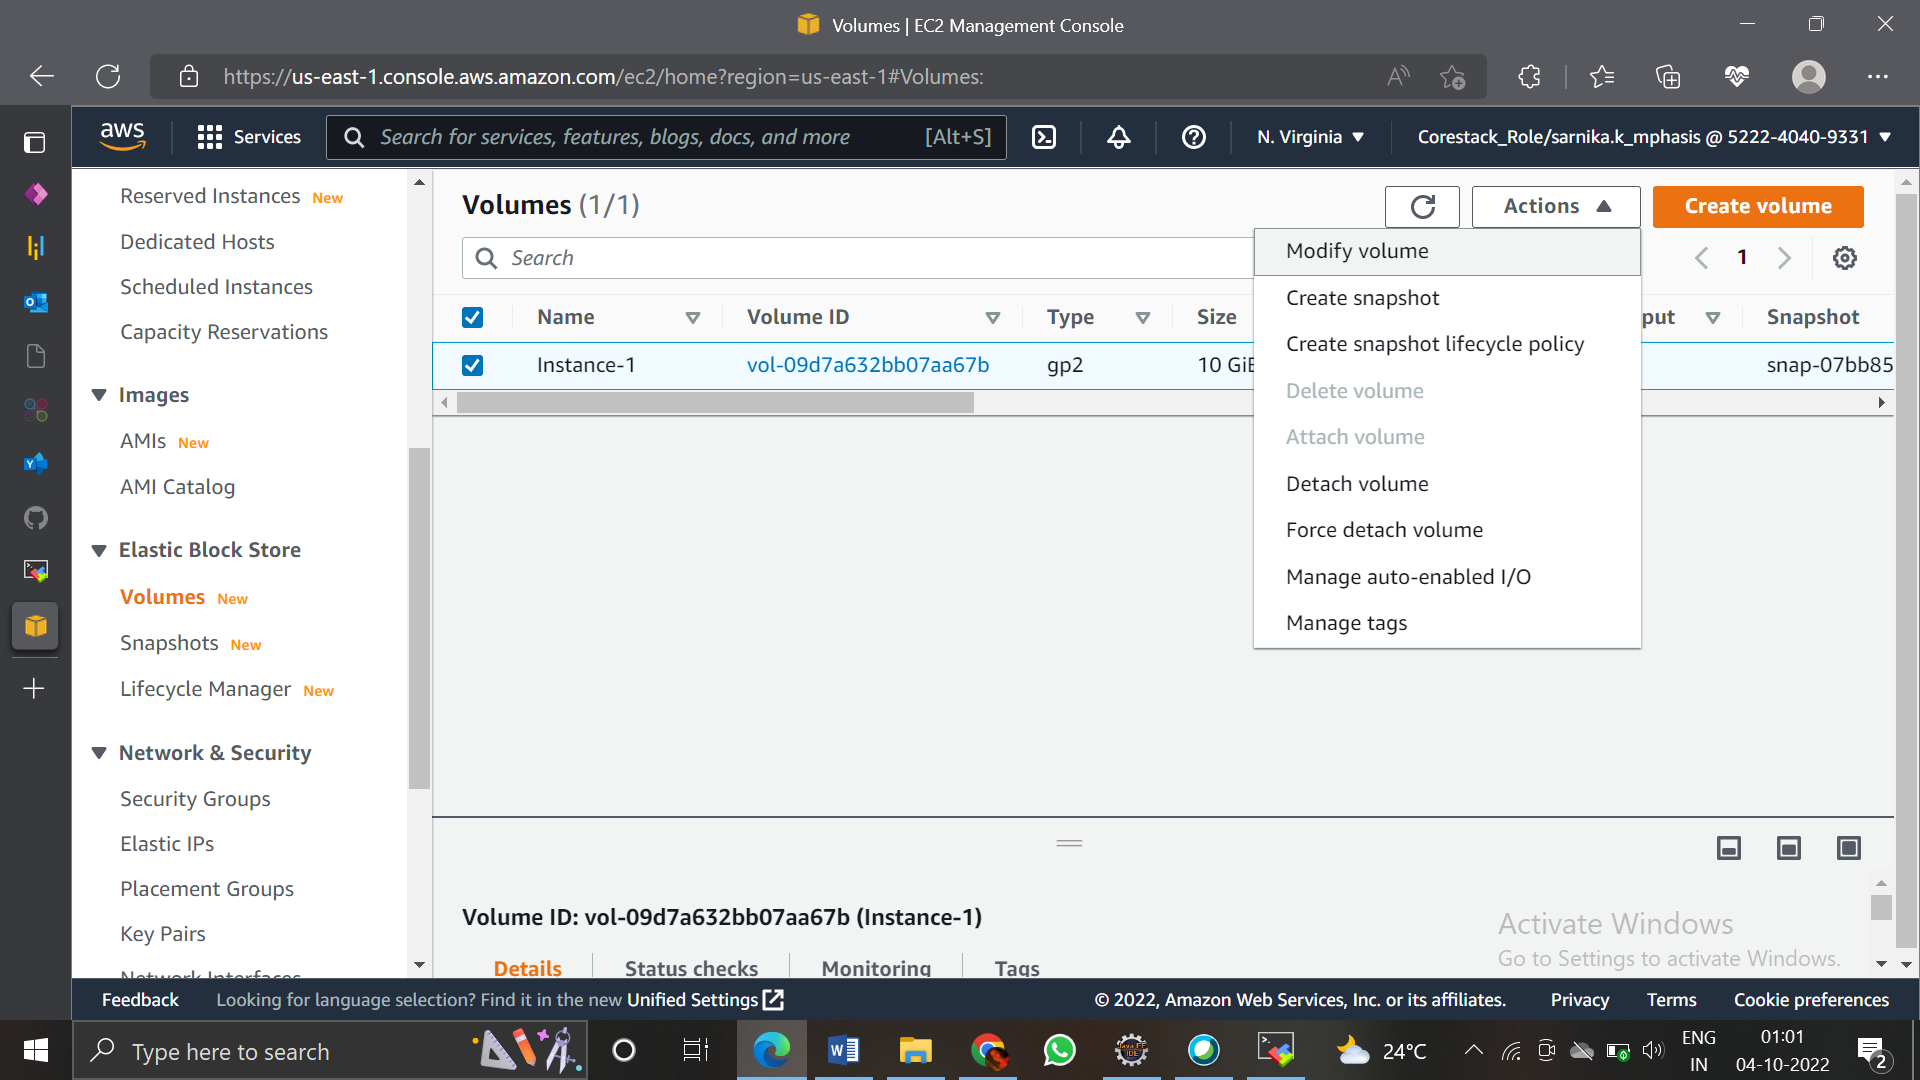 Volumes | EC2 Management Console
https://us-east-1.console.aws.amazon.com/ec2/home?region=us-east-1#Volumes:
aws
Services
Search for services, features, blogs, docs, and more
[Alt+S]
N. Virginia
Corestack_Role/sarnika.k_mphasis @ 5222-4040-9331
Reserved Instances New
Dedicated Hosts
Scheduled Instances
Capacity Reservations
Images
AMIs New
AMI Catalog
Elastic Block Store
Volumes New
Snapshots New
Lifecycle Manager New
Network & Security
Security Groups
Elastic IPs
Placement Groups
Key Pairs
Network Interfaces
Volumes (1/1)
Actions
Create volume
Search
1
Name
Volume ID
Type
Size
put
Snapshot
Instance-1
vol-09d7a632bb07aa67b
gp2
10 GiB
snap-07bb85
Modify volume
Create snapshot
Create snapshot lifecycle policy
Delete volume
Attach volume
Detach volume
Force detach volume
Manage auto-enabled I/O
Manage tags
Volume ID: vol-09d7a632bb07aa67b (Instance-1)
Details
Status checks
Monitoring
Tags
Activate Windows
Go to Settings to activate Windows.
Feedback
Looking for language selection? Find it in the new Unified Settings
© 2022, Amazon Web Services, Inc. or its affiliates.
Privacy
Terms
Cookie preferences
Type here to search
24°C
ENG
IN
01:01
04-10-2022
2